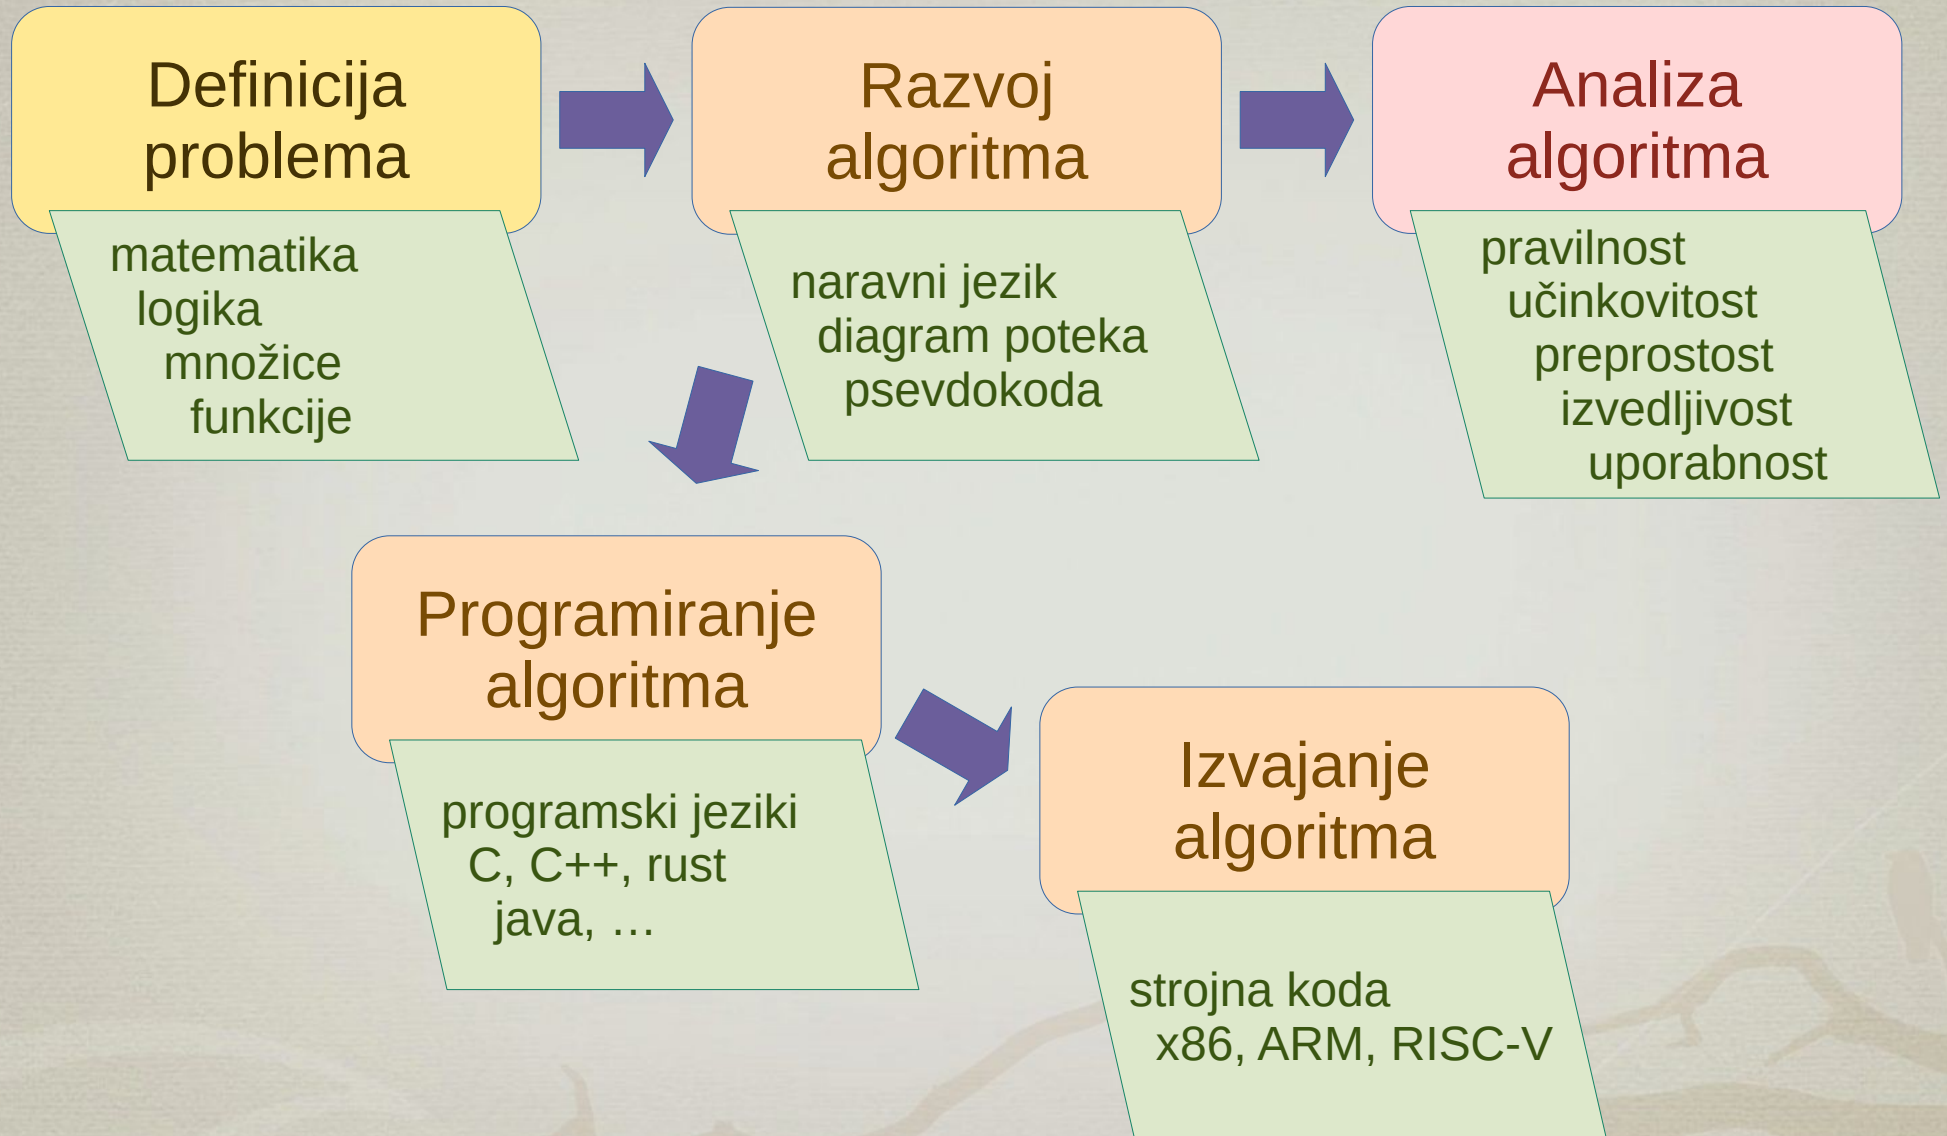 Definicija
problema
matematika
logika
množice
funkcije
Razvoj
algoritma
naravni jezik
diagram poteka
psevdokoda
Analiza
algoritma
pravilnost
učinkovitost
preprostost
izvedljivost
uporabnost
Programiranje
algoritma
programski jeziki
C, C++, rust
java, …
Izvajanje
algoritma
strojna koda
x86, ARM, RISC-V